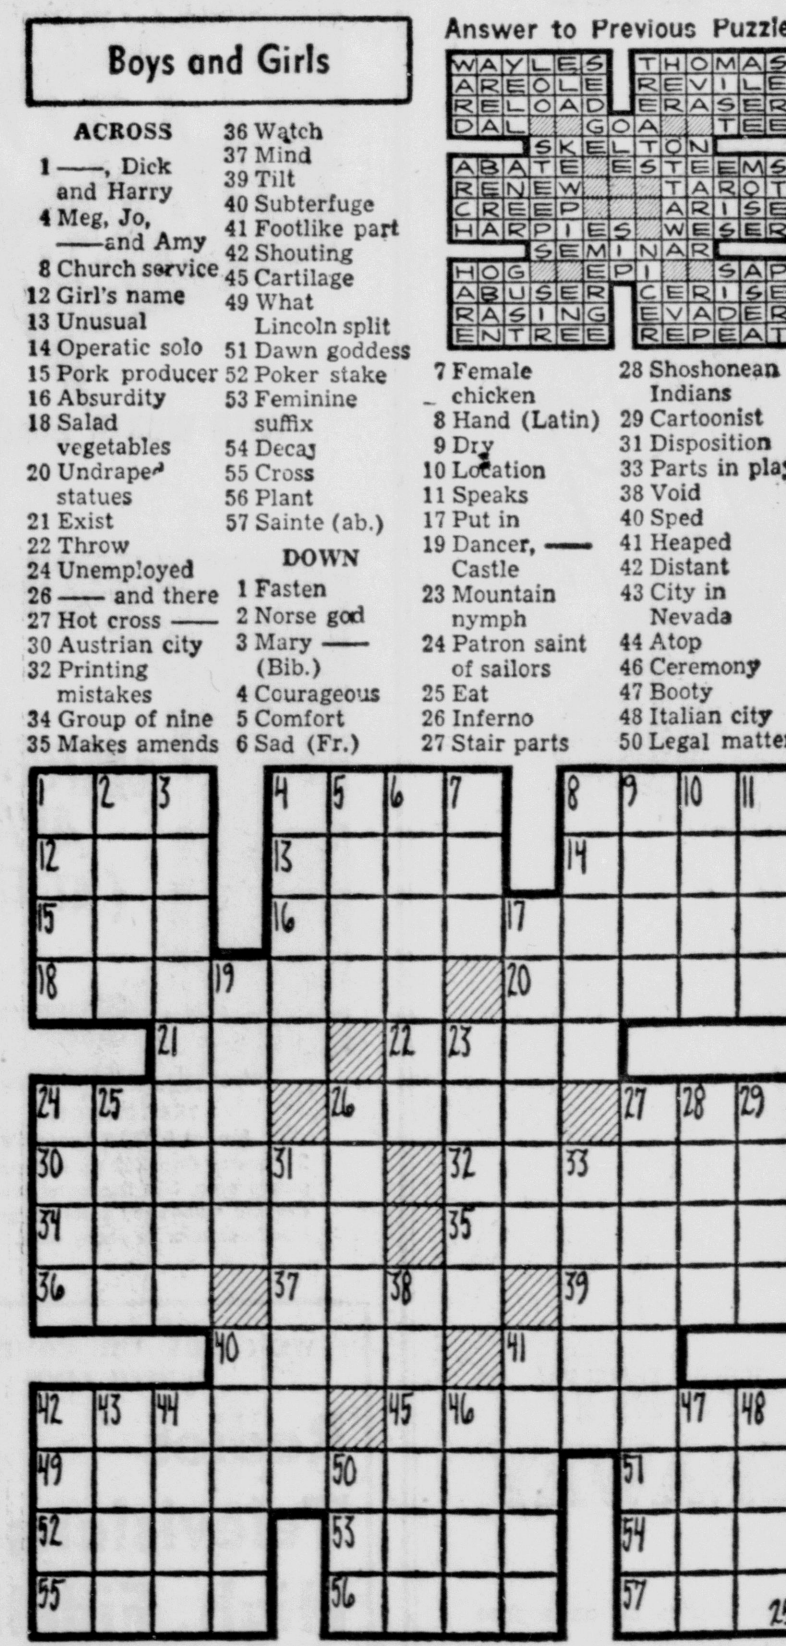 Boys and Girls
ACROSS
1 ——, Dick
and Harry
4 Meg, Jo,
——and Amy
8 Church service
12 Girl's name
13 Unusual
14 Operatic solo
15 Pork producer
16 Absurdity
18 Salad
vegetables
20 Undraped
statues
21 Exist
22 Throw
24 Unemployed
26 —— and there
27 Hot cross ——
30 Austrian city
32 Printing
mistakes
34 Group of nine
35 Makes amends
36 Watch
37 Mind
39 Tilt
40 Subterfuge
41 Footlike part
42 Shouting
45 Cartilage
49 What
Lincoln split
51 Dawn goddess
52 Poker stake
53 Feminine
suffix
54 Decay
55 Cross
56 Plant
57 Sainte (ab.)
DOWN
1 Fasten
2 Norse god
3 Mary ——
(Bib.)
4 Courageous
5 Comfort
6 Sad (Fr.)
Answer to Previous Puzzle
WAYLES THOMAS
AREOLE REVILE
RELOAD ERASER
DAL GOA TEE
SKELTON
ABATE ESTEEMS
RENEW TAROT
CREEP ARISE
HARPIES WESER
SEMINAR
HOG EPI SAP
ABUSER CERISE
RASING EVADER
ENTREE REPEAT
7 Female
chicken
8 Hand (Latin)
9 Dry
10 Location
11 Speaks
17 Put in
19 Dancer, ——
Castle
23 Mountain
nymph
24 Patron saint
of sailors
25 Eat
26 Inferno
27 Stair parts
28 Shoshonean
Indians
29 Cartoonist
31 Disposition
33 Parts in play
38 Void
40 Sped
41 Heaped
42 Distant
43 City in
Nevada
44 Atop
46 Ceremony
47 Booty
48 Italian city
50 Legal matter
1 2 3 4 5 6 7 8 9 10 11
12 13 14
15 16 17
18 19 20
21 22 23
24 25 26 27 28 29
30 31 32 33
34 35
36 37 38 39
40 41
42 43 44 45 46 47 48
49 50 51
52 53 54
55 56 57